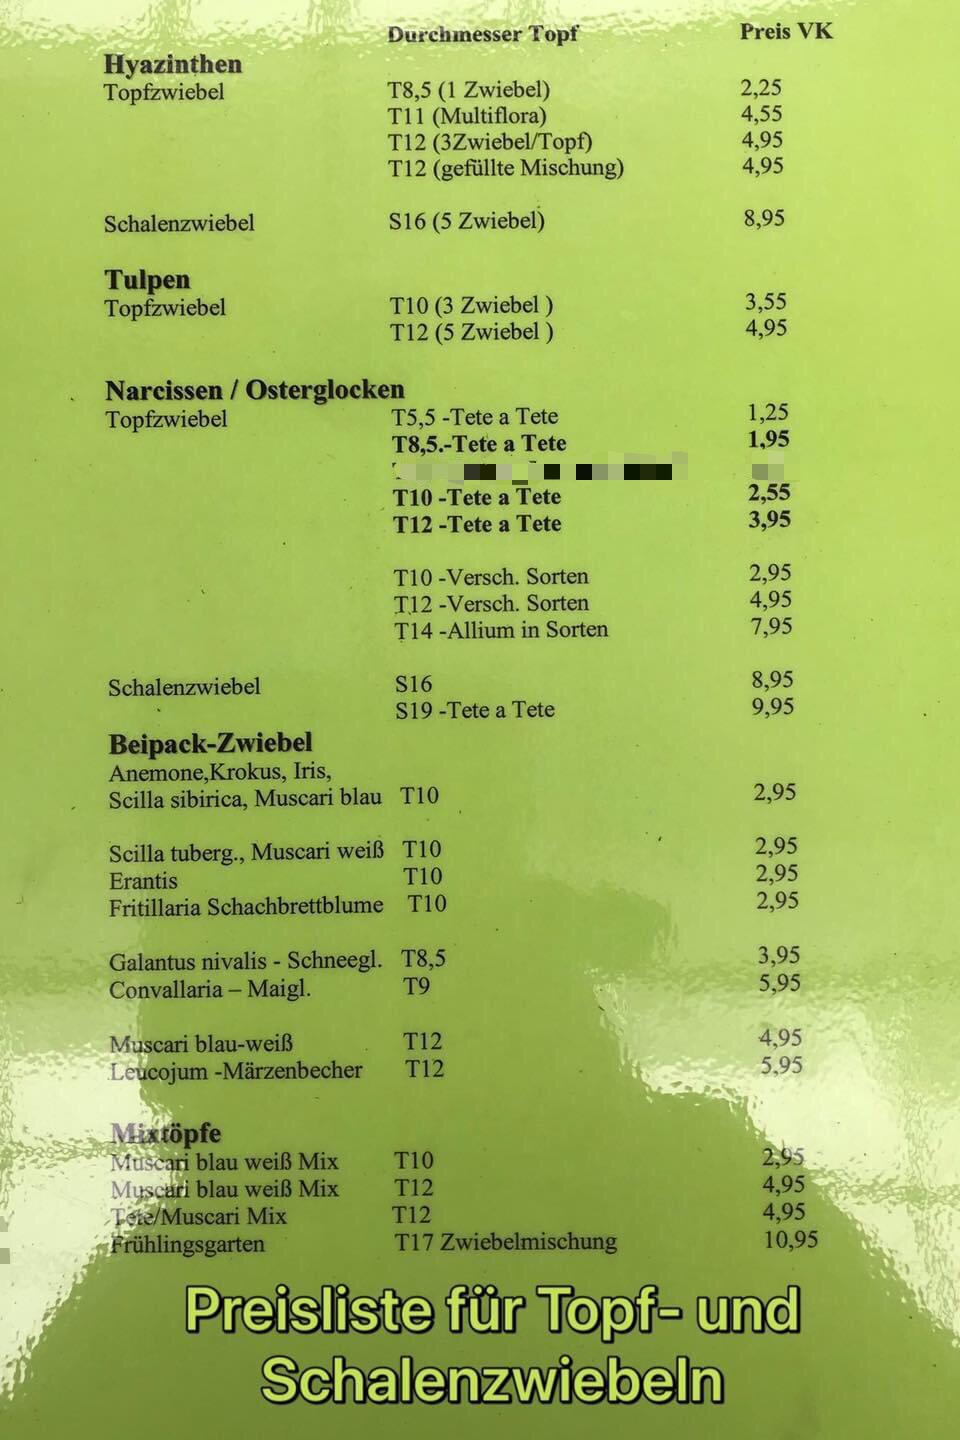 Durchmesser Topf Preis VK
Hyazinthen
Topfzwiebel T8,5 (1 Zwiebel) 2,25
T11 (Multiflora) 4,55
T12 (3Zwiebel/Topf) 4,95
T12 (gefüllte Mischung) 4,95
Schalenzwiebel S16 (5 Zwiebel) 8,95
Tulpen
Topfzwiebel T10 (3 Zwiebel ) 3,55
T12 (5 Zwiebel ) 4,95
Narcissen / Osterglocken
Topfzwiebel T5,5 -Tete a Tete 1,25
T8,5.-Tete a Tete 1,95
T10 -Tete a Tete 2,55
T12 -Tete a Tete 3,95
T10 -Versch. Sorten 2,95
T12 -Versch. Sorten 4,95
T14 -Allium in Sorten 7,95
Schalenzwiebel S16 8,95
S19 -Tete a Tete 9,95
Beipack-Zwiebel
Anemone,Krokus, Iris,
Scilla sibirica, Muscari blau T10 2,95
Scilla tuberg., Muscari weiß T10 2,95
Erantis T10 2,95
Fritillaria Schachbrettblume T10 2,95
Galantus nivalis - Schneegl. T8,5 3,95
Convallaria – Maigl. T9 5,95
Muscari blau-weiß T12 4,95
Leucojum -Märzenbecher T12 5,95
Mixtöpfe
Muscari blau weiß Mix T10 2,95
Muscari blau weiß Mix T12 4,95
Tete/Muscari Mix T12 4,95
Frühlingsgarten T17 Zwiebelmischung 10,95
Preisliste für Topf- und
Schalenzwiebeln